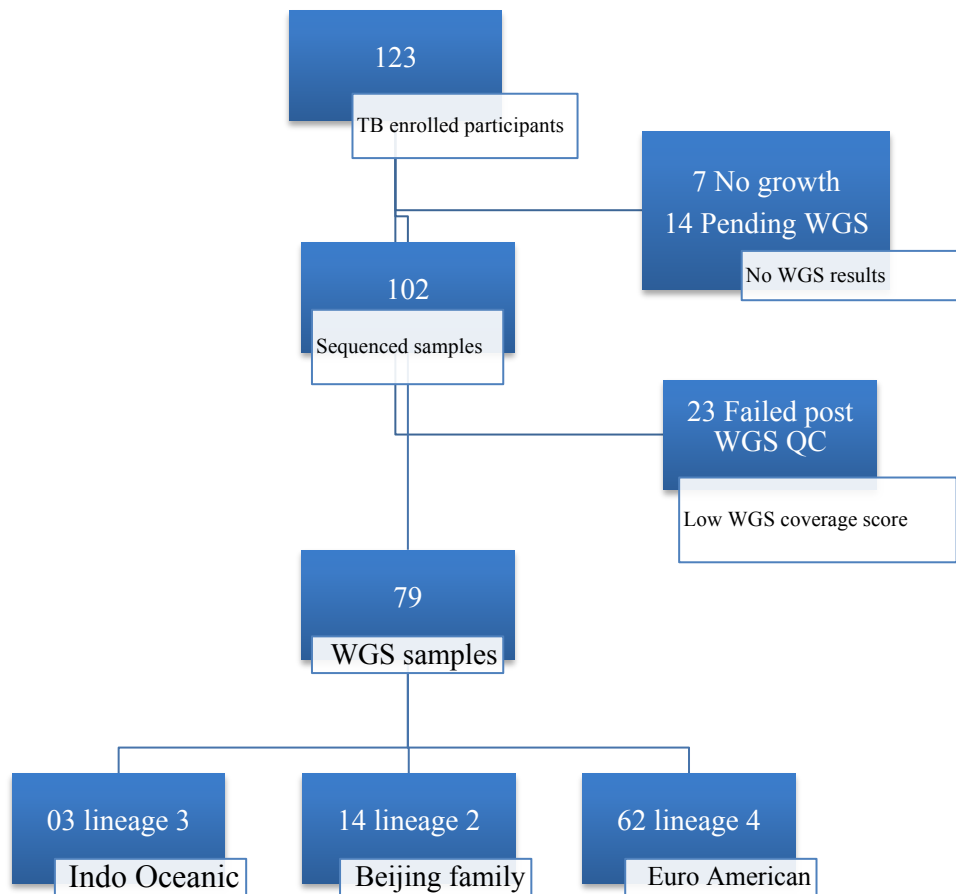 123
TB enrolled participants
7 No growth
14 Pending WGS
No WGS results
102
Sequenced samples
23 Failed post
WGS QC
Low WGS coverage score
79
WGS samples
03 lineage 3
Indo Oceanic
14 lineage 2
Beijing family
62 lineage 4
Euro American